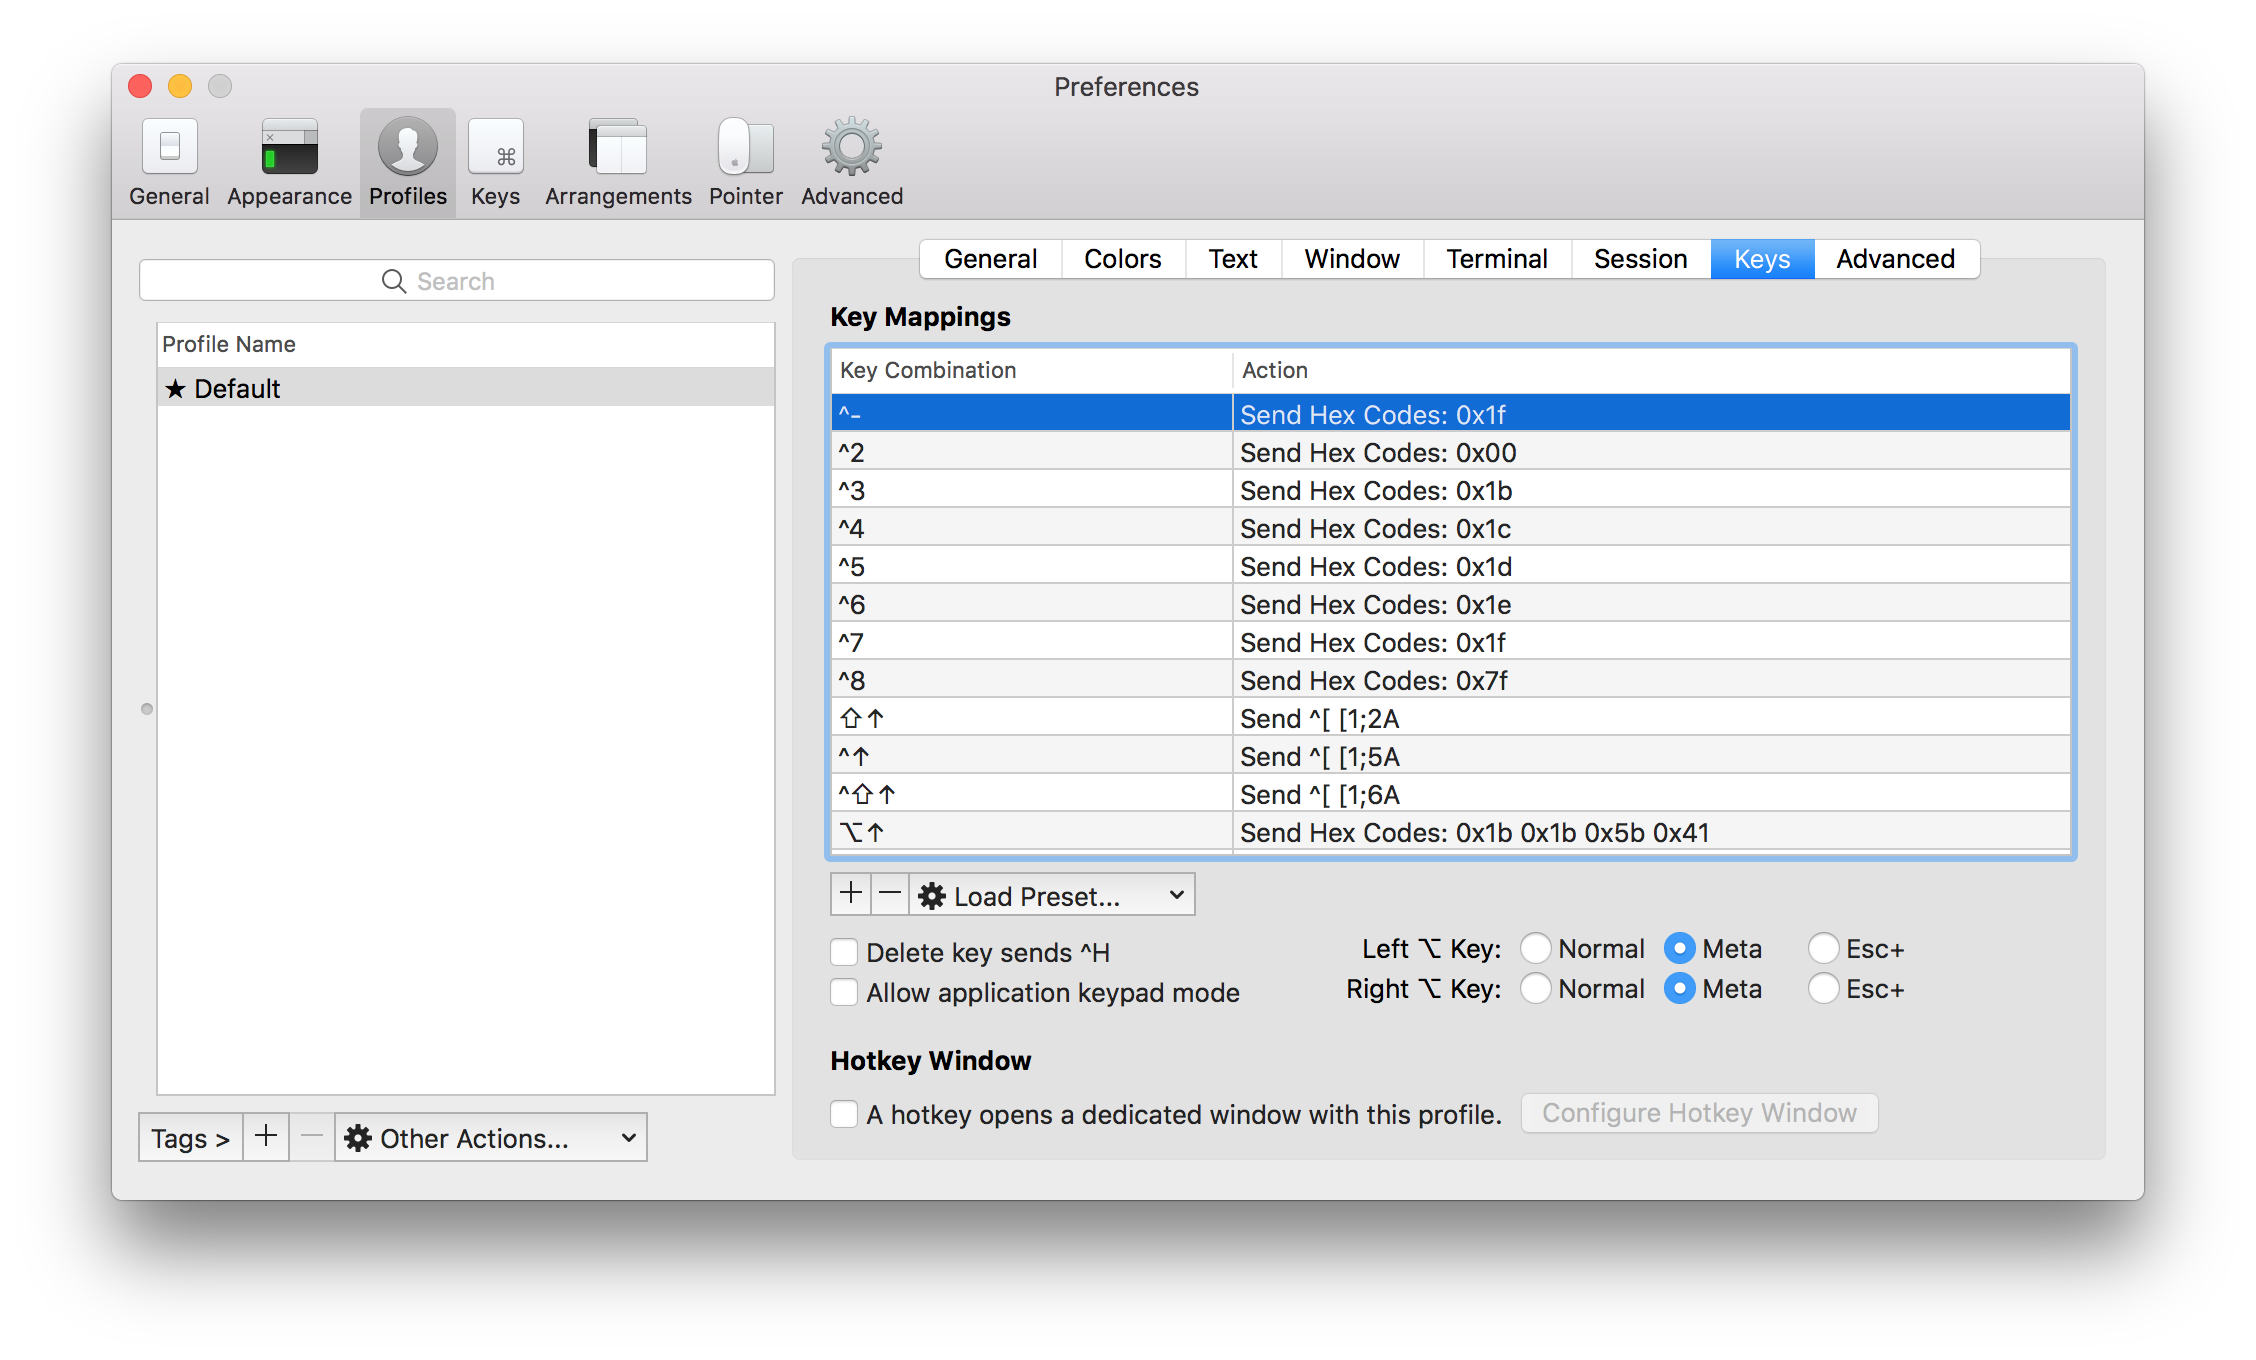 Preferences
General Appearance Profiles Keys Arrangements Pointer Advanced
Search
Profile Name
★ Default
Tags > + — Other Actions...
General Colors Text Window Terminal Session Keys Advanced
Key Mappings
Key Combination Action
^- Send Hex Codes: 0x1f
^2 Send Hex Codes: 0x00
^3 Send Hex Codes: 0x1b
^4 Send Hex Codes: 0x1c
^5 Send Hex Codes: 0x1d
^6 Send Hex Codes: 0x1e
^7 Send Hex Codes: 0x1f
^8 Send Hex Codes: 0x7f
⇧↑ Send ^[ [1;2A
^↑ Send ^[ [1;5A
^⇧↑ Send ^[ [1;6A
⌥↑ Send Hex Codes: 0x1b 0x1b 0x5b 0x41
+ — Load Preset...
Delete key sends ^H
Allow application keypad mode
Left ⌥ Key: Normal Meta Esc+
Right ⌥ Key: Normal Meta Esc+
Hotkey Window
A hotkey opens a dedicated window with this profile. Configure Hotkey Window